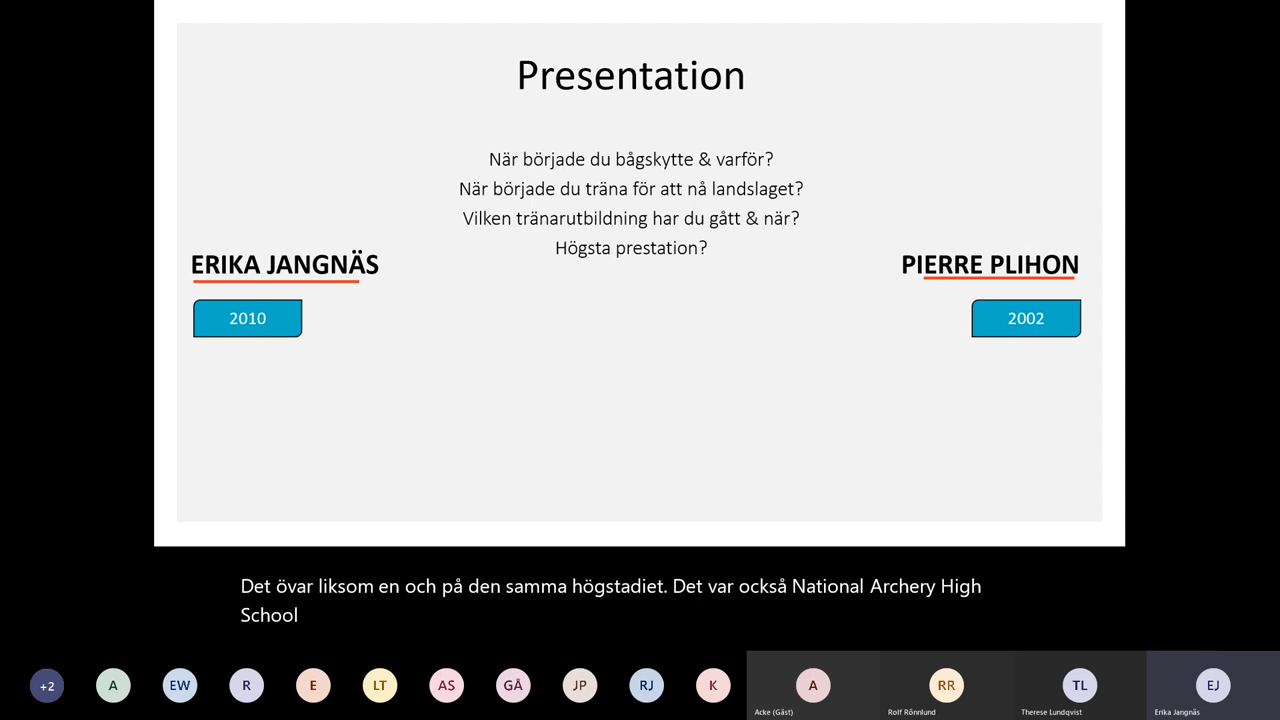 Presentation
När började du bågskytte & varför?
När började du träna för att nå landslaget?
Vilken tränarutbildning har du gått & när?
Högsta prestation?
ERIKA JANGNÄS
PIERRE PLIHON
2010
2002
Det övar liksom en och på den samma högstadiet. Det var också National Archery High
School
+2
A
EW
R
E
LT
AS
GÅ
JP
RJ
K
A
RR
TL
EJ
Acke (Gäst)
Rolf Rönnlund
Therese Lundqvist
Erika Jangnäs